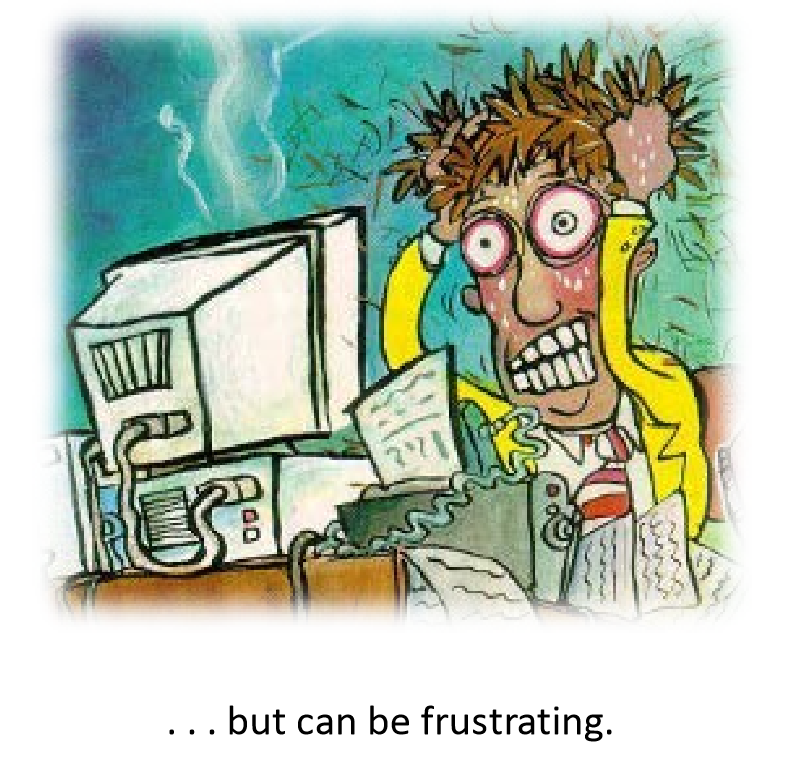 . . . but can be frustrating.